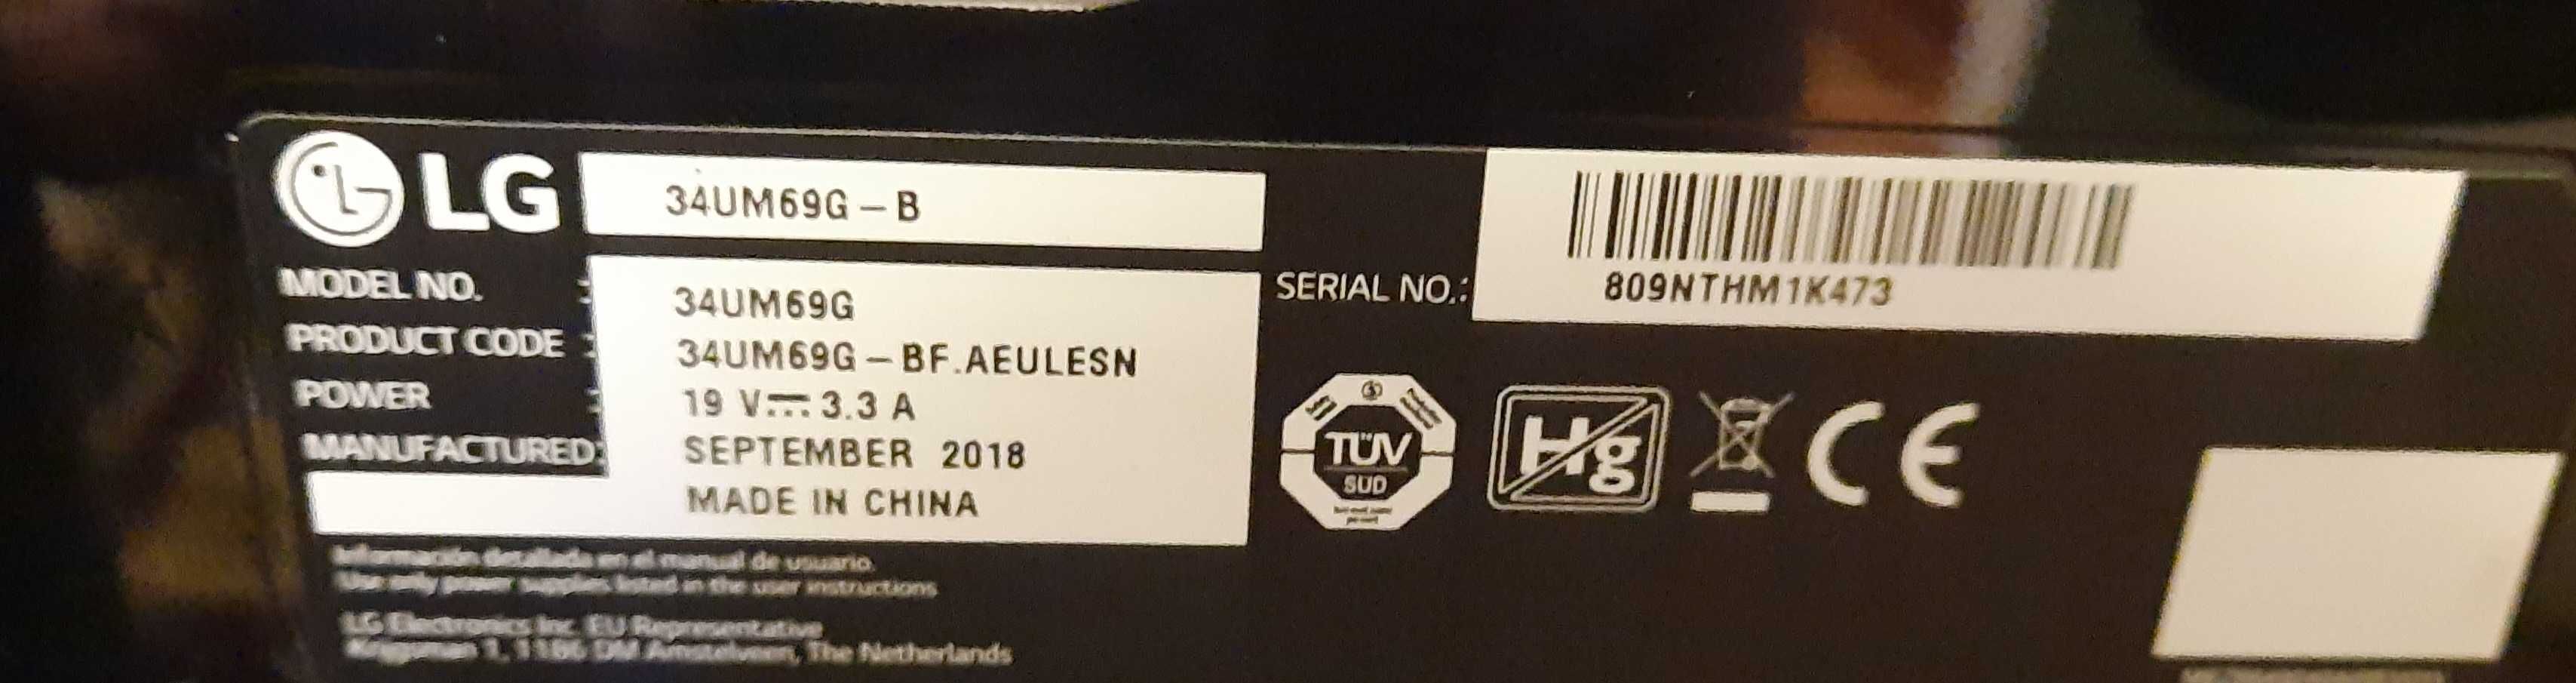 LG 34UM69G-B
MODEL NO. : 34UM69G
PRODUCT CODE : 34UM69G-BF.AEULESN
POWER : 19 V⎓3.3 A
MANUFACTURED: SEPTEMBER 2018
MADE IN CHINA
Información detallada en el manual de usuario.
Use only power supplies listed in the user instructions
LG Electronics Inc. EU Representative
Krijgsman 1, 1186 DM Amstelveen, The Netherlands
SERIAL NO.: 809NTHM1K473
TÜV
SÜD
Hg
CE